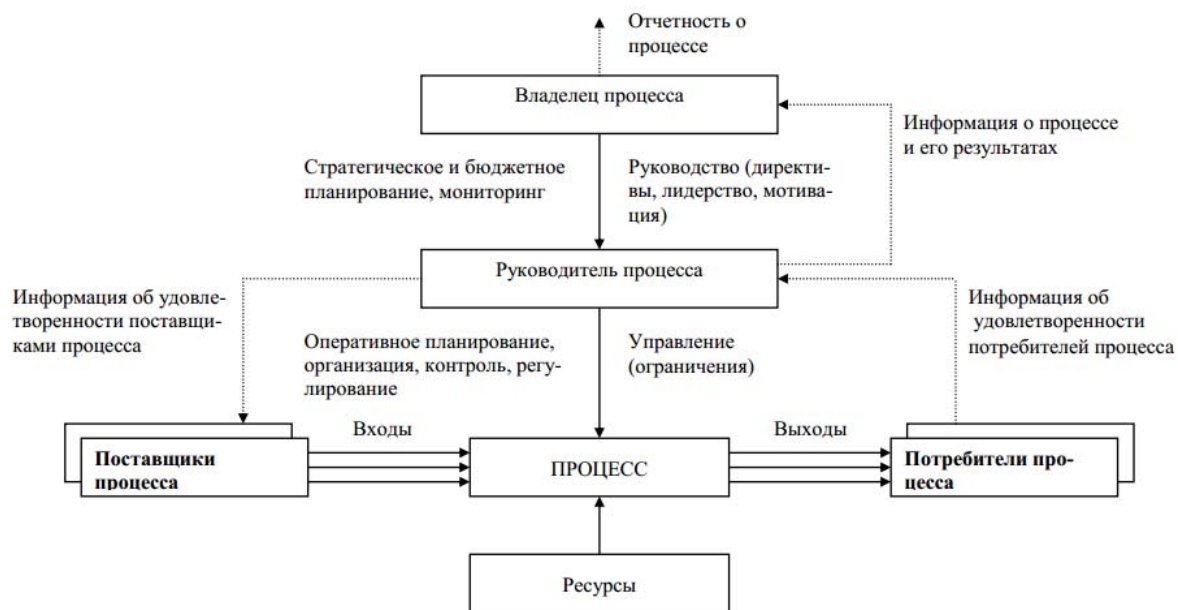 Отчетность о
процессе
Владелец процесса
Информация о процессе
и его результатах
Стратегическое и бюджетное
планирование, мониторинг
Руководство (директи-
вы, лидерство, мотива-
ция)
Руководитель процесса
Информация об удовле-
творенности поставщи-
ками процесса
Информация об
удовлетворенности
потребителей процесса
Оперативное планирование,
организация, контроль, регу-
лирование
Управление
(ограничения)
Входы
Выходы
Поставщики
процесса
ПРОЦЕСС
Потребители про-
цесса
Ресурсы